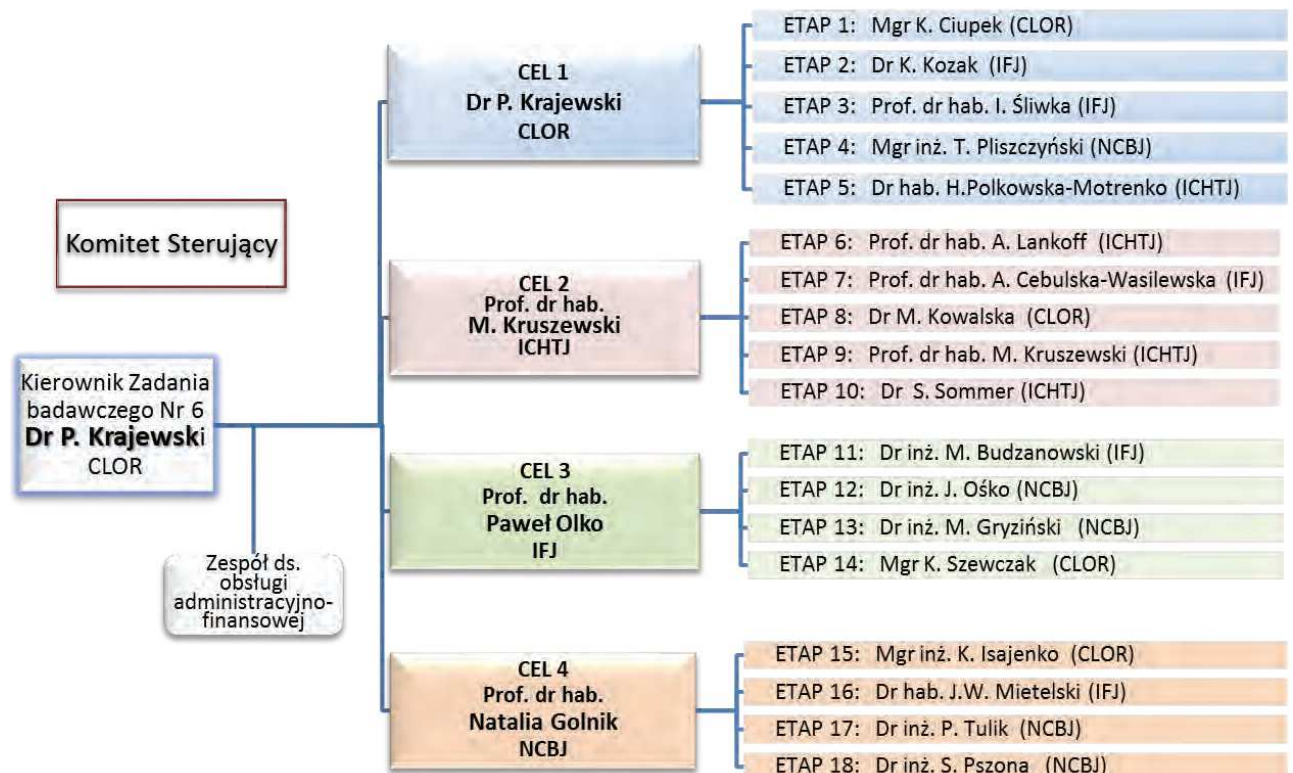 Komitet Sterujący
Kierownik Zadania
badawczego Nr 6
Dr P. Krajewski
CLOR
Zespół ds.
obsługi
administracyjno-
finansowej
CEL 1
Dr P. Krajewski
CLOR
ETAP 1: Mgr K. Ciupek (CLOR)
ETAP 2: Dr K. Kozak (IFJ)
ETAP 3: Prof. dr hab. I. Śliwka (IFJ)
ETAP 4: Mgr inż. T. Pliszczyński (NCBJ)
ETAP 5: Dr hab. H.Polkowska-Motrenko (ICHTJ)
CEL 2
Prof. dr hab.
M. Kruszewski
ICHTJ
ETAP 6: Prof. dr hab. A. Lankoff (ICHTJ)
ETAP 7: Prof. dr hab. A. Cebulska-Wasilewska (IFJ)
ETAP 8: Dr M. Kowalska (CLOR)
ETAP 9: Prof. dr hab. M. Kruszewski (ICHTJ)
ETAP 10: Dr S. Sommer (ICHTJ)
CEL 3
Prof. dr hab.
Paweł Olko
IFJ
ETAP 11: Dr inż. M. Budzanowski (IFJ)
ETAP 12: Dr inż. J. Ośko (NCBJ)
ETAP 13: Dr inż. M. Gryziński (NCBJ)
ETAP 14: Mgr K. Szewczak (CLOR)
CEL 4
Prof. dr hab.
Natalia Golnik
NCBJ
ETAP 15: Mgr inż. K. Isajenko (CLOR)
ETAP 16: Dr hab. J.W. Mietelski (IFJ)
ETAP 17: Dr inż. P. Tulik (NCBJ)
ETAP 18: Dr inż. S. Pszona (NCBJ)